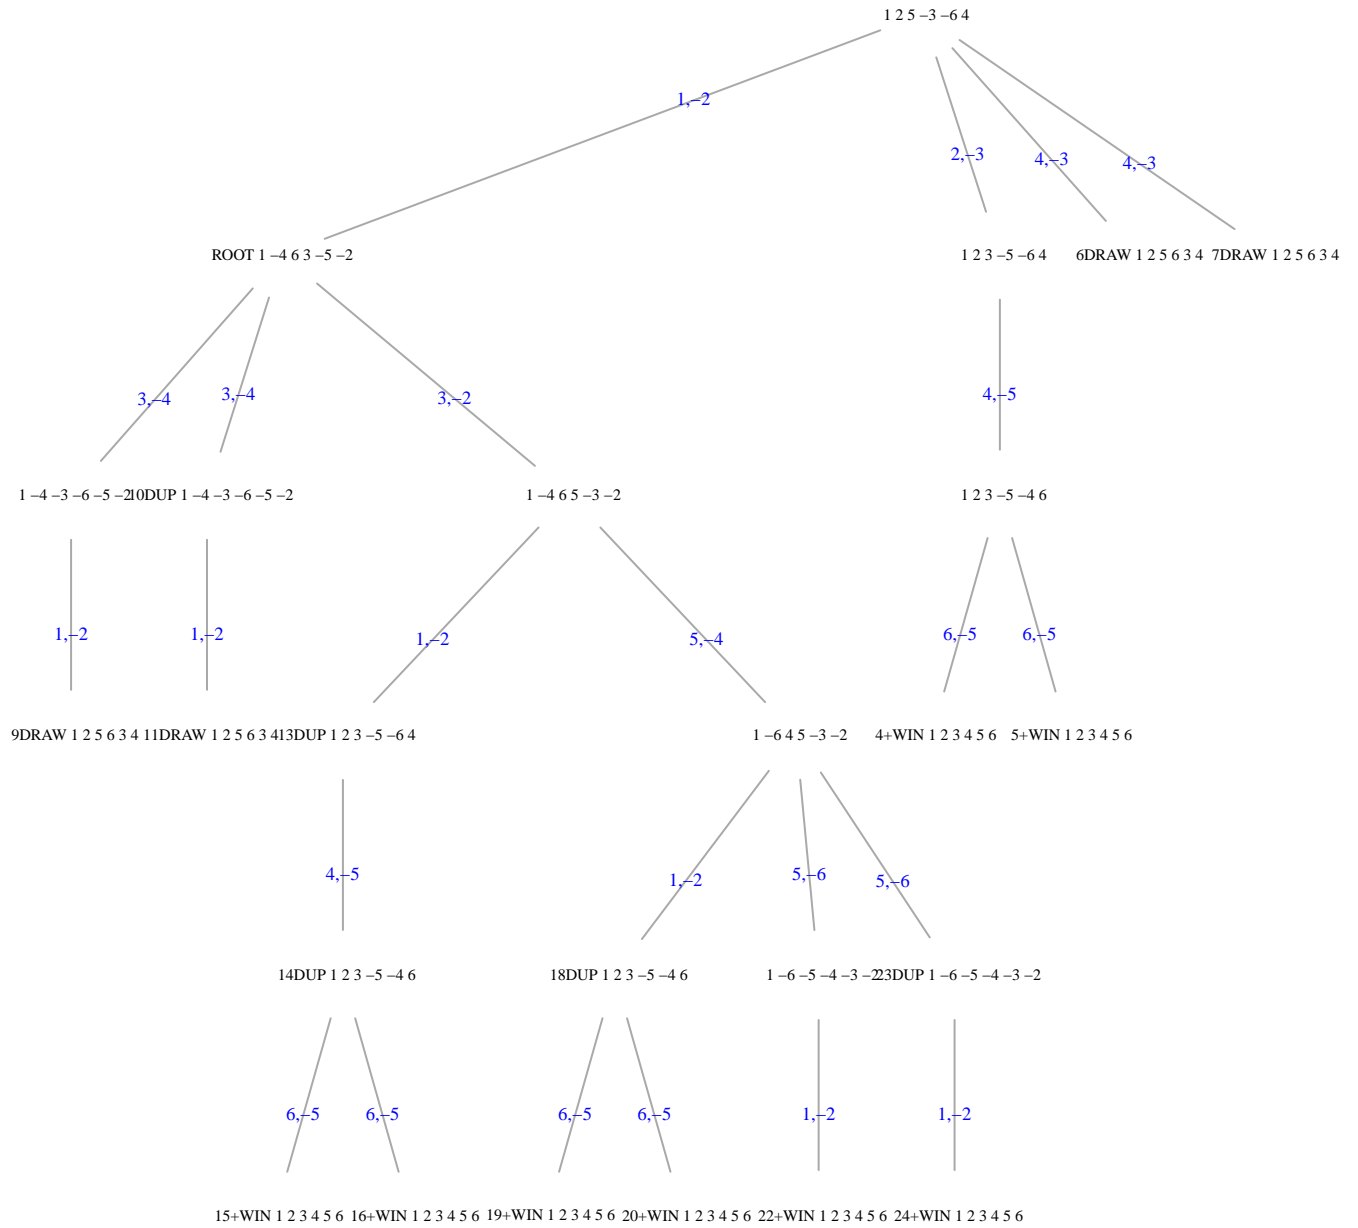 1 2 5 −3 −6 4
1,−2
2,−3
4,−3
4,−3
ROOT 1 −4 6 3 −5 −2
1 2 3 −5 −6 4
6DRAW 1 2 5 6 3 4
7DRAW 1 2 5 6 3 4
3,−4
3,−4
3,−2
4,−5
1 −4 −3 −6 −5 −2
10DUP 1 −4 −3 −6 −5 −2
1 −4 6 5 −3 −2
1 2 3 −5 −4 6
1,−2
1,−2
1,−2
5,−4
6,−5
6,−5
9DRAW 1 2 5 6 3 4
11DRAW 1 2 5 6 3 4
13DUP 1 2 3 −5 −6 4
1 −6 4 5 −3 −2
4+WIN 1 2 3 4 5 6
5+WIN 1 2 3 4 5 6
4,−5
1,−2
5,−6
5,−6
14DUP 1 2 3 −5 −4 6
18DUP 1 2 3 −5 −4 6
1 −6 −5 −4 −3 −2
23DUP 1 −6 −5 −4 −3 −2
6,−5
6,−5
6,−5
6,−5
1,−2
1,−2
15+WIN 1 2 3 4 5 6
16+WIN 1 2 3 4 5 6
19+WIN 1 2 3 4 5 6
20+WIN 1 2 3 4 5 6
22+WIN 1 2 3 4 5 6
24+WIN 1 2 3 4 5 6